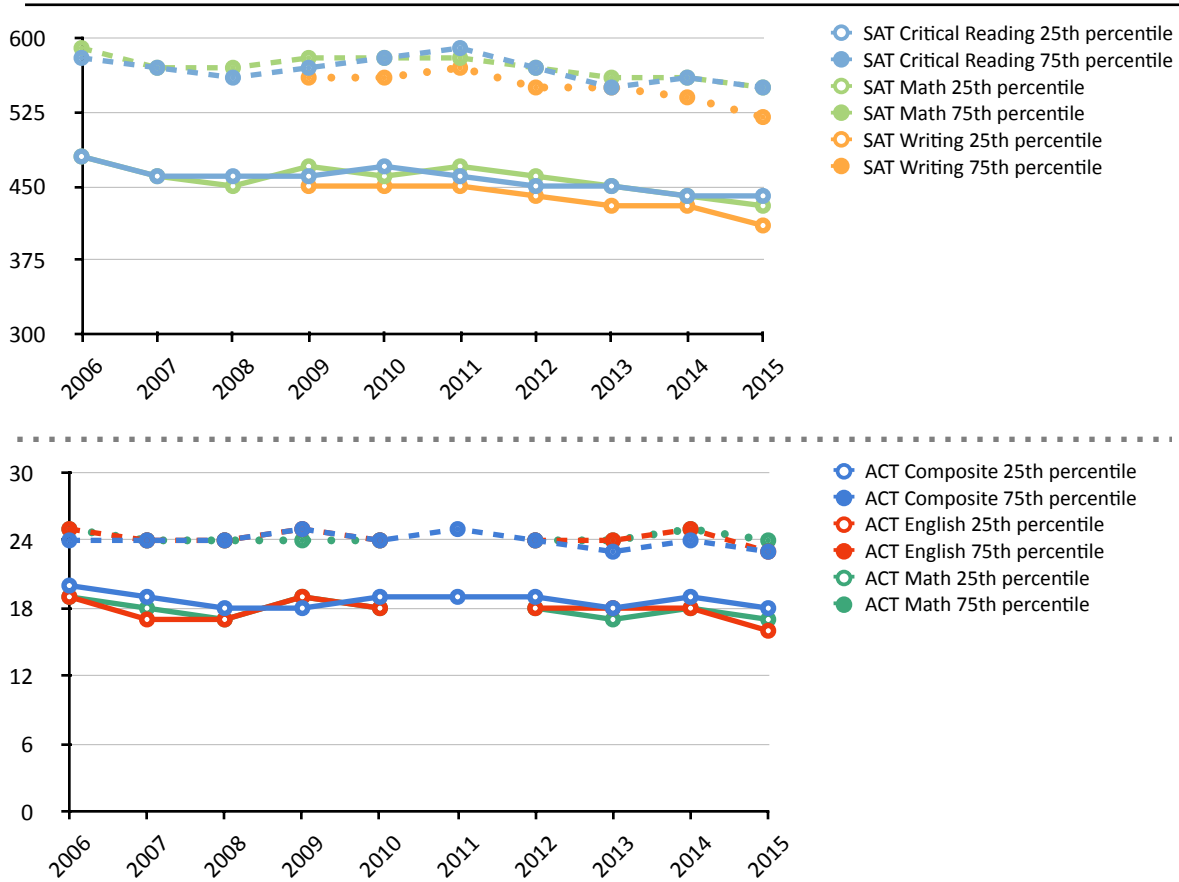 600
525
450
375
300
2006
2007
2008
2009
2010
2011
2012
2013
2014
2015
SAT Critical Reading 25th percentile
SAT Critical Reading 75th percentile
SAT Math 25th percentile
SAT Math 75th percentile
SAT Writing 25th percentile
SAT Writing 75th percentile
30
24
18
12
6
0
2006
2007
2008
2009
2010
2011
2012
2013
2014
2015
ACT Composite 25th percentile
ACT Composite 75th percentile
ACT English 25th percentile
ACT English 75th percentile
ACT Math 25th percentile
ACT Math 75th percentile